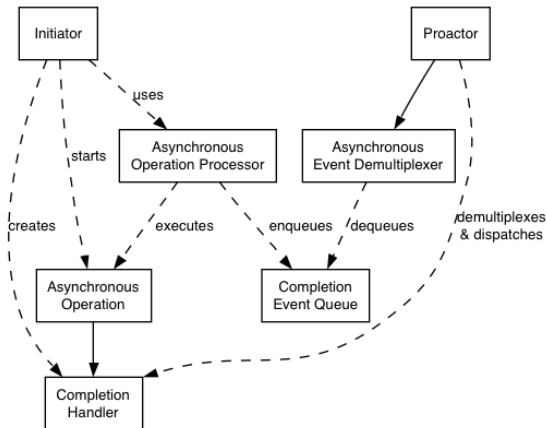 Initiator
Proactor
uses
Asynchronous
Operation Processor
Asynchronous
Event Demultiplexer
starts
creates
executes
enqueues
dequeues
demultiplexes
& dispatches
Asynchronous
Operation
Completion
Event Queue
Completion
Handler